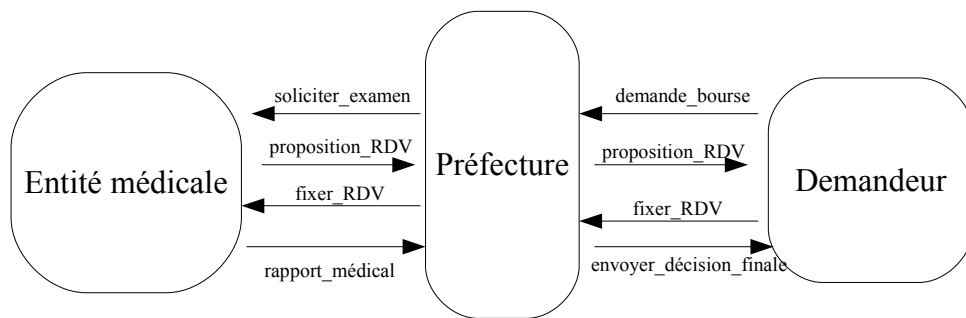 soliciter_examen
demande_bourse
proposition_RDV
proposition_RDV
Entité médicale
Préfecture
Demandeur
fixer_RDV
fixer_RDV
rapport_médical
envoyer_décision_finale